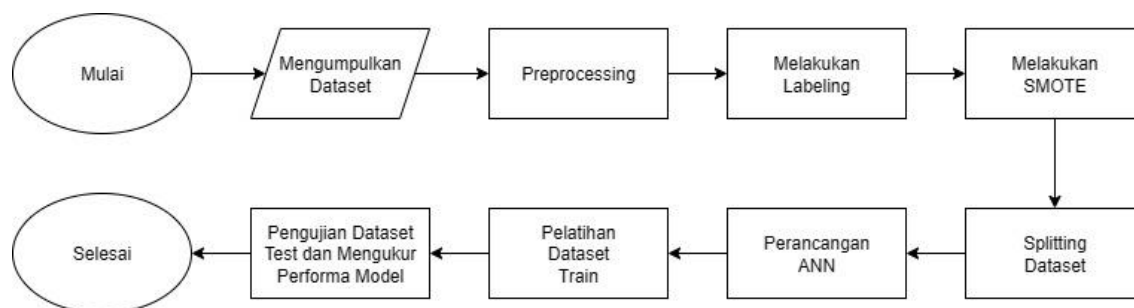 Mulai
Mengumpulkan
Dataset
Preprocessing
Melakukan
Labeling
Melakukan
SMOTE
Splitting
Dataset
Perancangan
ANN
Pelatihan
Dataset
Train
Pengujian Dataset
Test dan Mengukur
Performa Model
Selesai